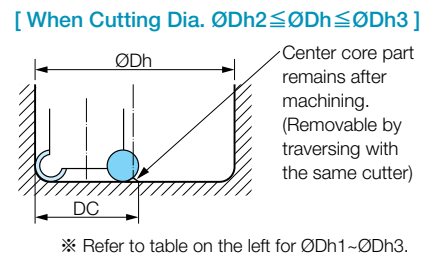 [ When Cutting Dia. ØDh2≦ØDh≦ØDh3 ]
ØDh
Center core part
remains after
machining.
(Removable by
traversing with
the same cutter)
DC
※ Refer to table on the left for ØDh1~ØDh3.